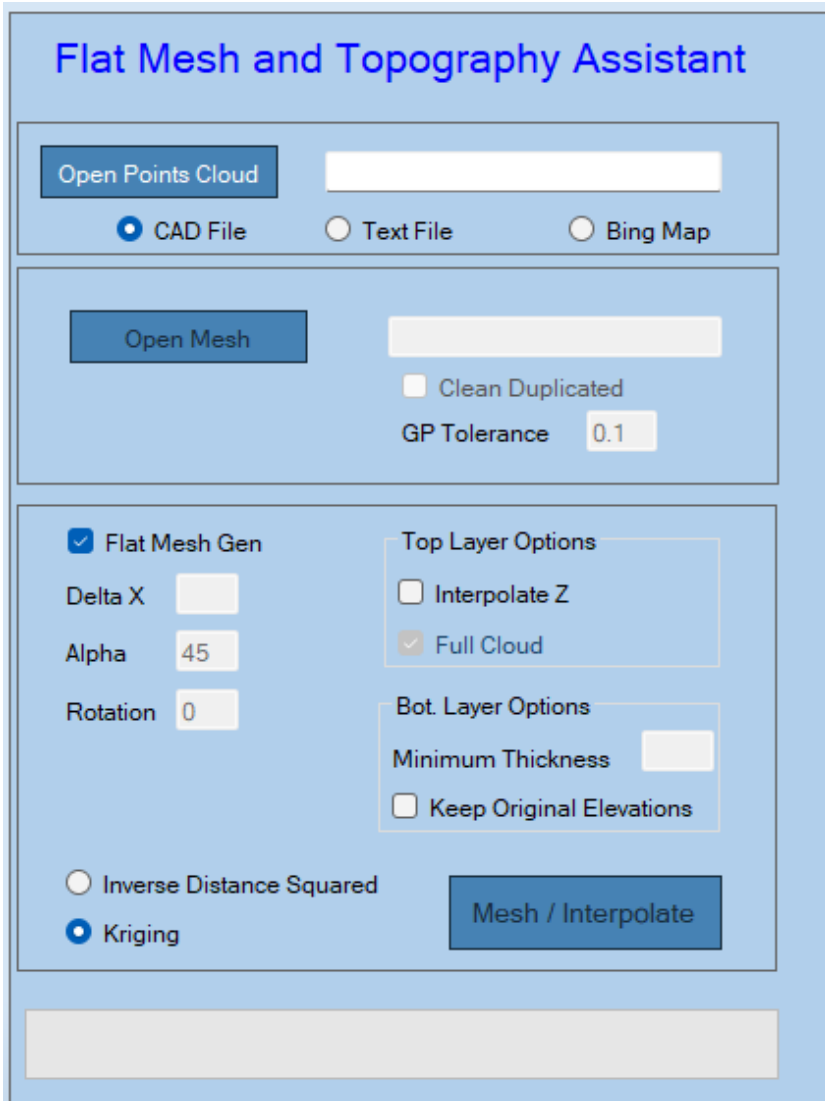 Flat Mesh and Topography Assistant
Open Points Cloud
CAD File
Text File
Bing Map
Open Mesh
Clean Duplicated
GP Tolerance 0.1
Flat Mesh Gen
Delta X
Alpha 45
Rotation 0
Top Layer Options
Interpolate Z
Full Cloud
Bot. Layer Options
Minimum Thickness
Keep Original Elevations
Inverse Distance Squared
Kriging
Mesh / Interpolate